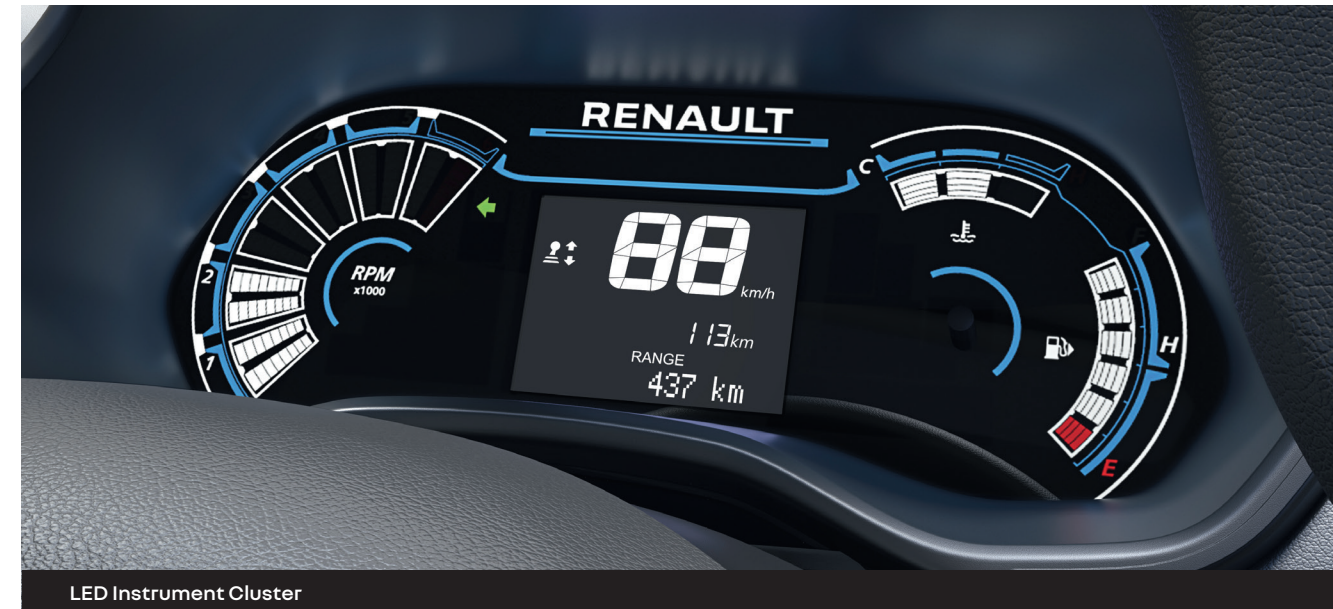 RENAULT
C
2
RPM
x1000
88
km/h
113km
RANGE
437 km
H
1
E
LED Instrument Cluster